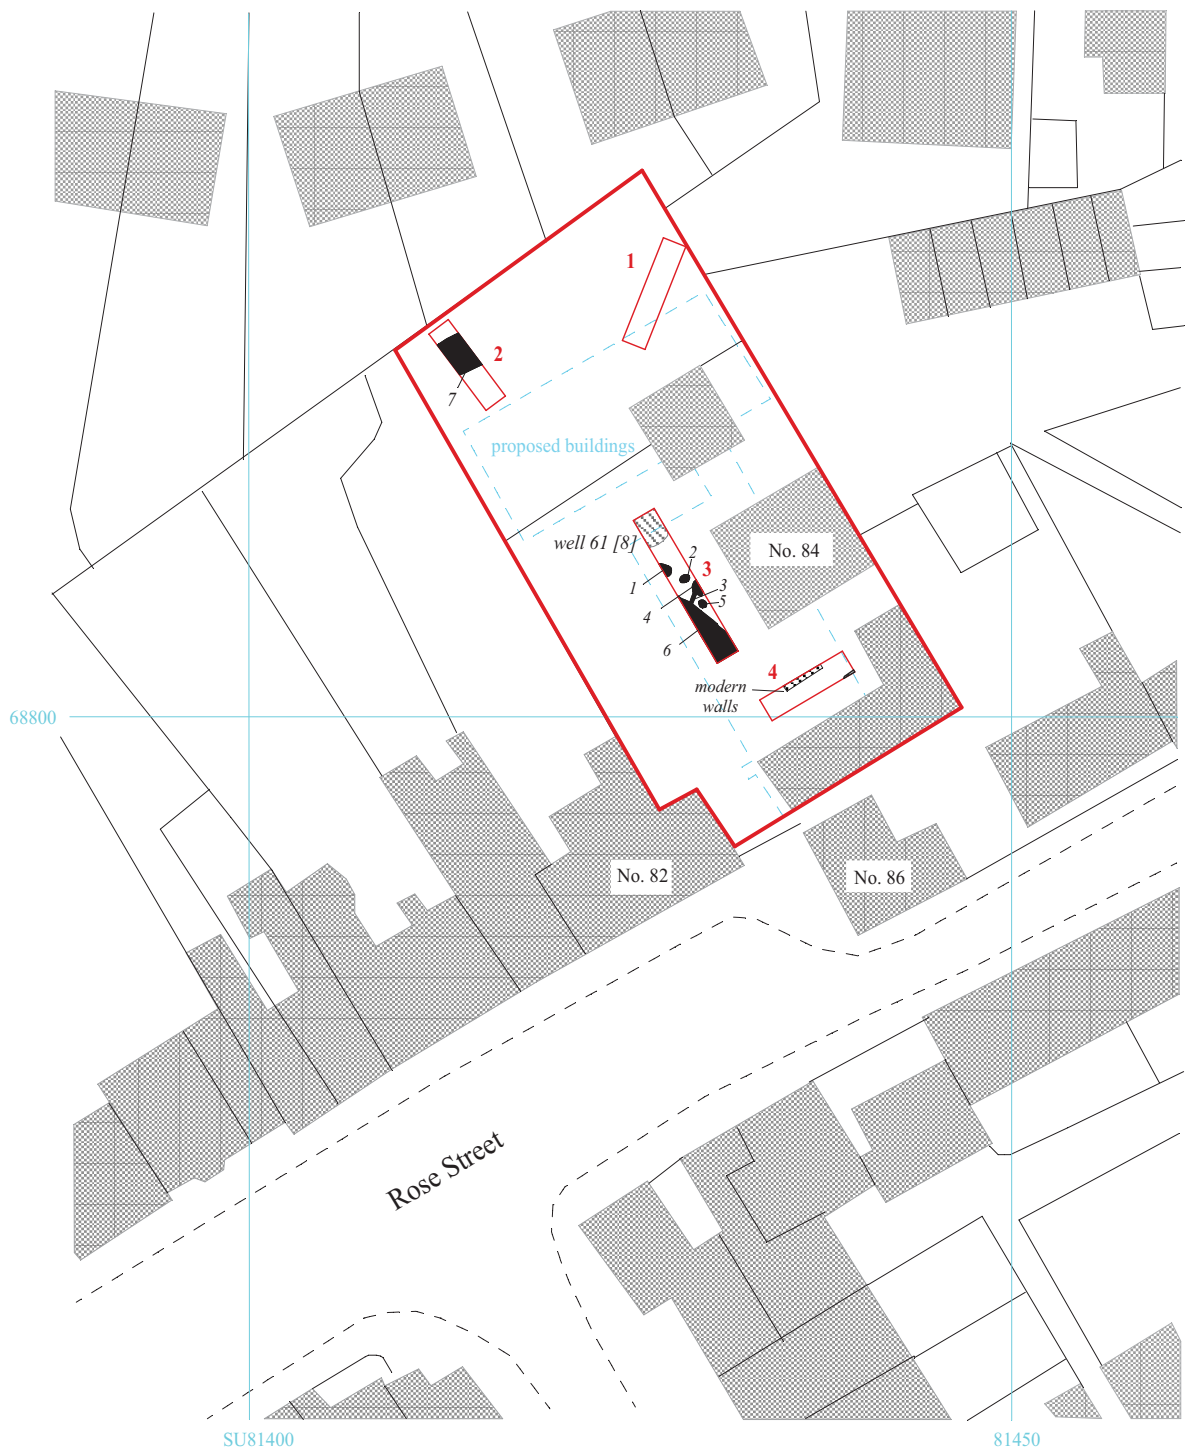 1
2
7
proposed buildings
well 61 [8]
No. 84
2
3
1
3
5
4
6
4
modern
walls
68800
No. 82
No. 86
Rose Street
SU81400
81450